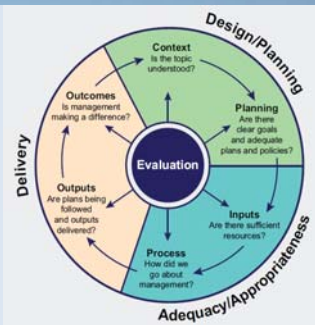 Design/Planning
Context
Is the topic
understood?
Planning
Are there
clear goals
and adequate
plans and policies?
Inputs
Are there sufficient
resources?
Adequacy/Appropriateness
Process
How did we
go about
management?
Outputs
Are plans being
followed
and outputs
delivered?
Delivery
Outcomes
Is management
making a difference?
Evaluation